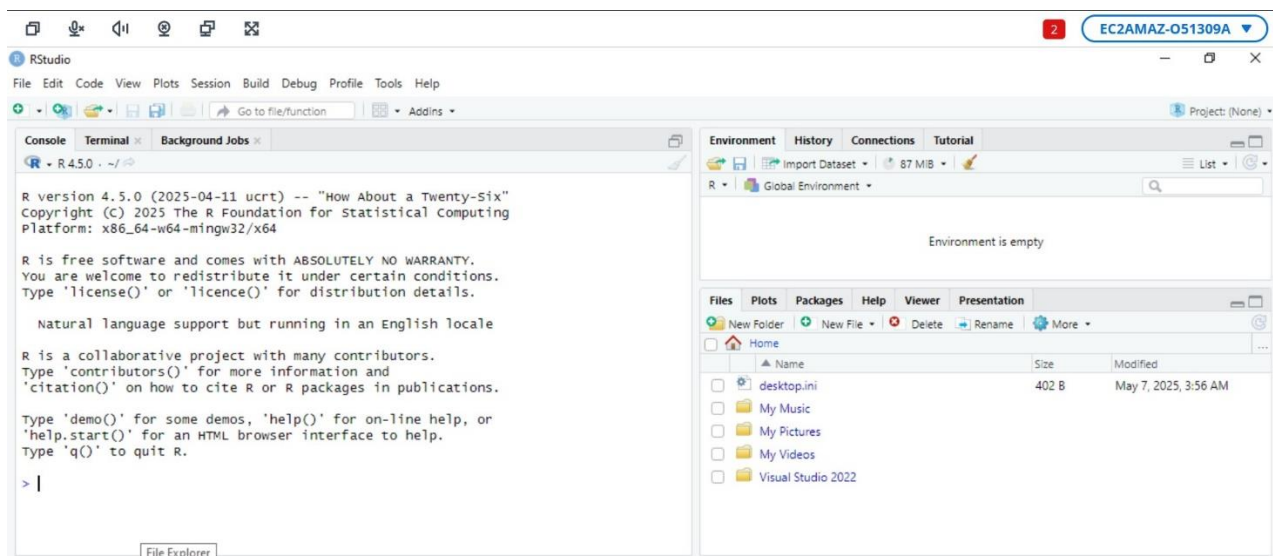 2 EC2AMAZ-O51309A
RStudio
File Edit Code View Plots Session Build Debug Profile Tools Help
Go to file/function Addins Project: (None)
Console Terminal Background Jobs
R 4.5.0 · ~/
R version 4.5.0 (2025-04-11 ucrt) -- "How About a Twenty-Six"
Copyright (C) 2025 The R Foundation for Statistical Computing
Platform: x86_64-w64-mingw32/x64
R is free software and comes with ABSOLUTELY NO WARRANTY.
You are welcome to redistribute it under certain conditions.
Type 'license()' or 'licence()' for distribution details.
Natural language support but running in an English locale
R is a collaborative project with many contributors.
Type 'contributors()' for more information and
'citation()' on how to cite R or R packages in publications.
Type 'demo()' for some demos, 'help()' for on-line help, or
'help.start()' for an HTML browser interface to help.
Type 'q()' to quit R.
>
File Explorer
Environment History Connections Tutorial
Import Dataset 87 MiB List
R Global Environment
Environment is empty
Files Plots Packages Help Viewer Presentation
New Folder New File Delete Rename More
Home ...
Name Size Modified
desktop.ini 402 B May 7, 2025, 3:56 AM
My Music
My Pictures
My Videos
Visual Studio 2022